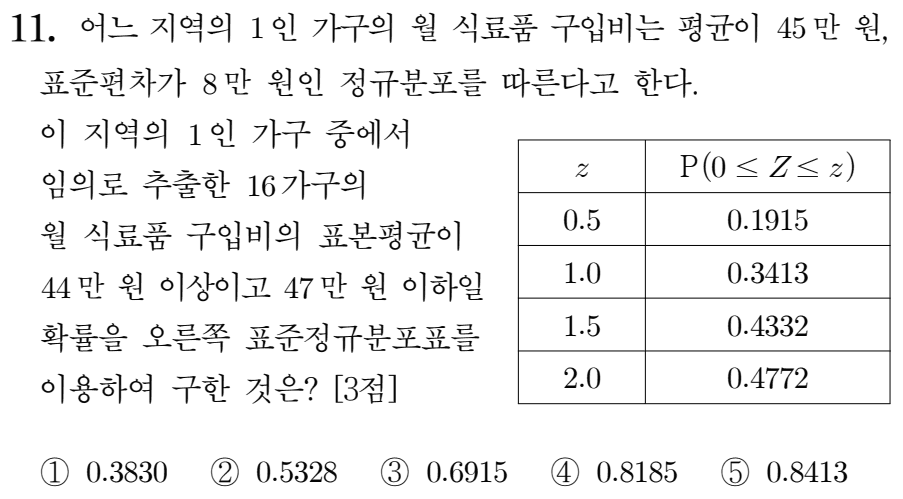 11. 어느 지역의 1인 가구의 월 식료품 구입비는 평균이 45만 원,
표준편차가 8만 원인 정규분포를 따른다고 한다.
이 지역의 1인 가구 중에서
임의로 추출한 16가구의
월 식료품 구입비의 표본평균이
44만 원 이상이고 47만 원 이하일
확률을 오른쪽 표준정규분포표를
이용하여 구한 것은? [3점]
z P(0 ≤ Z ≤ z)
0.5 0.1915
1.0 0.3413
1.5 0.4332
2.0 0.4772
① 0.3830 ② 0.5328 ③ 0.6915 ④ 0.8185 ⑤ 0.8413